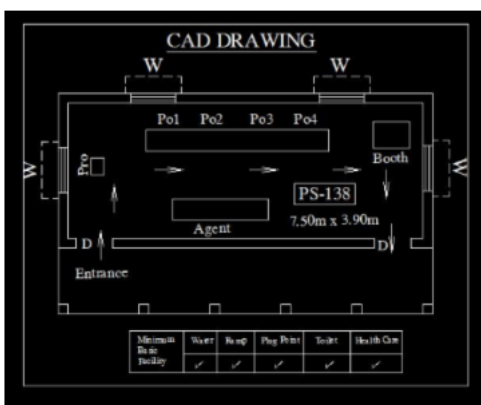 CAD DRAWING
W W
Po1 Po2 Po3 Po4
W Pro Booth W
PS-138
7.50m x 3.90m
Agent
D D
Entrance
Minimum Water Ramp Plug Point Toilet Health Care
Basic
Facility ✓ ✓ ✓ ✓ ✓